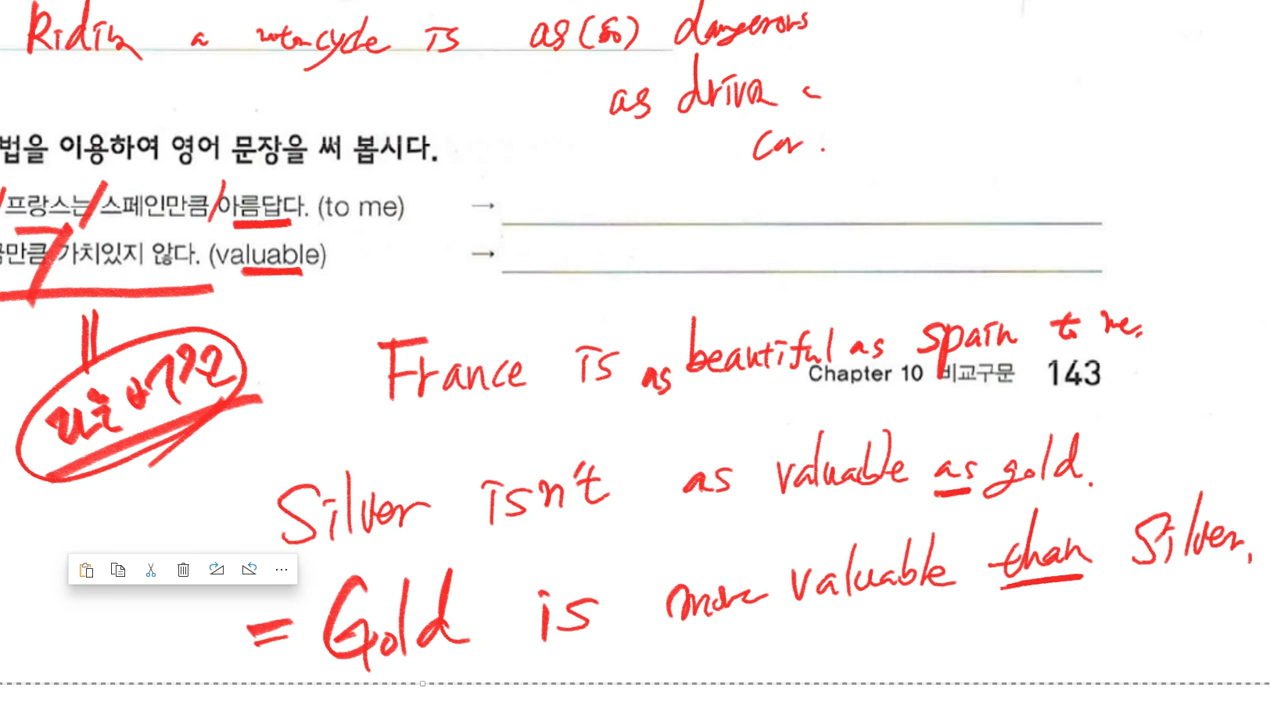 Riding a motorcycle is as(so) dangerous
as driving a
car.
법을 이용하여 영어 문장을 써 봅시다.
프랑스는 스페인만큼 아름답다. (to me) →
만큼 가치있지 않다. (valuable) →
France is as beautiful as spain to me.
Chapter 10 비교구문 143
Silver isn't as valuable as gold.
= Gold is more valuable than Silver.